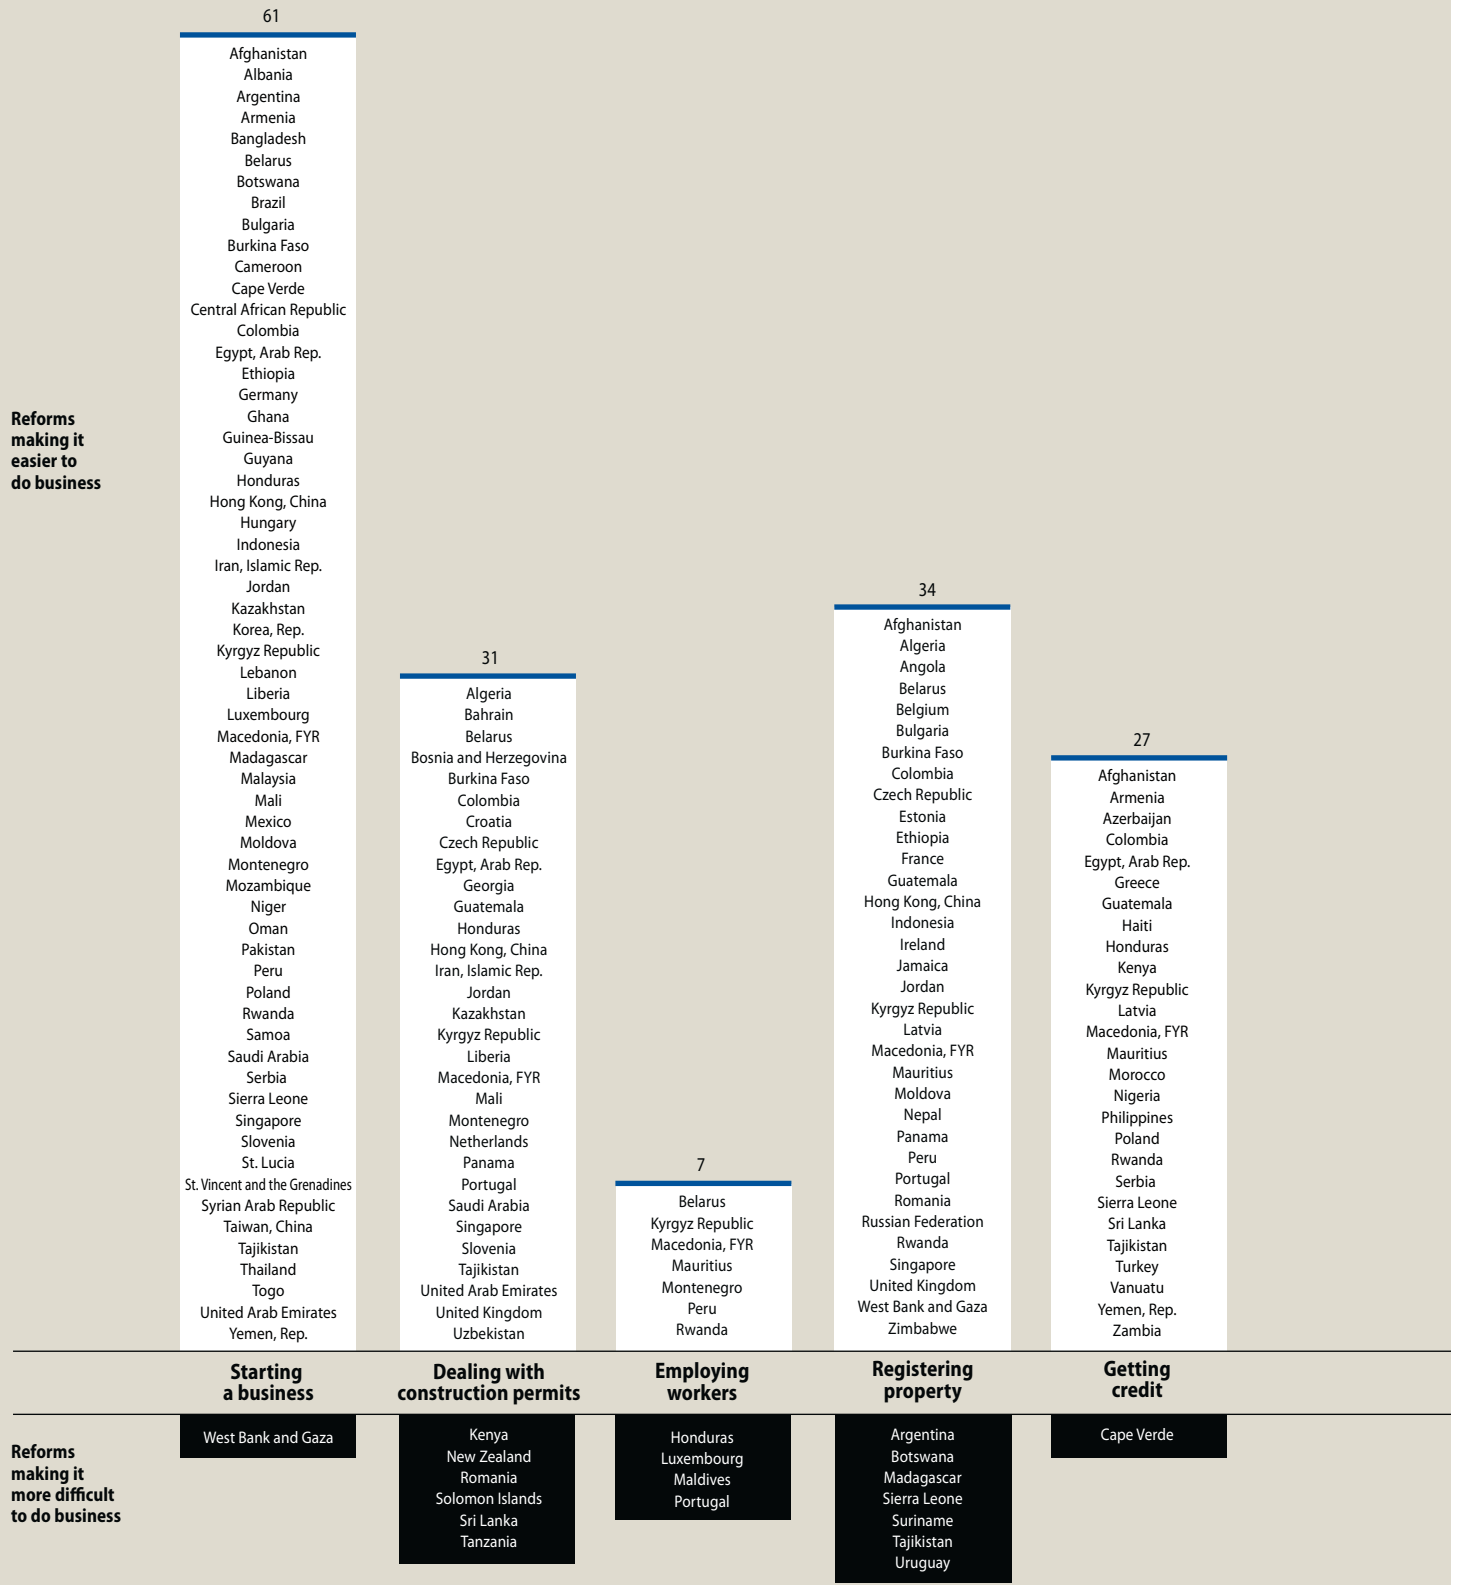 Reforms
making it
easier to
do business
61
Afghanistan
Albania
Argentina
Armenia
Bangladesh
Belarus
Botswana
Brazil
Bulgaria
Burkina Faso
Cameroon
Cape Verde
Central African Republic
Colombia
Egypt, Arab Rep.
Ethiopia
Germany
Ghana
Guinea-Bissau
Guyana
Honduras
Hong Kong, China
Hungary
Indonesia
Iran, Islamic Rep.
Jordan
Kazakhstan
Korea, Rep.
Kyrgyz Republic
Lebanon
Liberia
Luxembourg
Macedonia, FYR
Madagascar
Malaysia
Mali
Mexico
Moldova
Montenegro
Mozambique
Niger
Oman
Pakistan
Peru
Poland
Rwanda
Samoa
Saudi Arabia
Serbia
Sierra Leone
Singapore
Slovenia
St. Lucia
St. Vincent and the Grenadines
Syrian Arab Republic
Taiwan, China
Tajikistan
Thailand
Togo
United Arab Emirates
Yemen, Rep.
31
Algeria
Bahrain
Belarus
Bosnia and Herzegovina
Burkina Faso
Colombia
Croatia
Czech Republic
Egypt, Arab Rep.
Georgia
Guatemala
Honduras
Hong Kong, China
Iran, Islamic Rep.
Jordan
Kazakhstan
Kyrgyz Republic
Liberia
Macedonia, FYR
Mali
Montenegro
Netherlands
Panama
Portugal
Saudi Arabia
Singapore
Slovenia
Tajikistan
United Arab Emirates
United Kingdom
Uzbekistan
7
Belarus
Kyrgyz Republic
Macedonia, FYR
Mauritius
Montenegro
Peru
Rwanda
34
Afghanistan
Algeria
Angola
Belarus
Belgium
Bulgaria
Burkina Faso
Colombia
Czech Republic
Estonia
Ethiopia
France
Guatemala
Hong Kong, China
Indonesia
Ireland
Jamaica
Jordan
Kyrgyz Republic
Latvia
Macedonia, FYR
Mauritius
Moldova
Nepal
Panama
Peru
Portugal
Romania
Russian Federation
Rwanda
Singapore
United Kingdom
West Bank and Gaza
Zimbabwe
27
Afghanistan
Armenia
Azerbaijan
Colombia
Egypt, Arab Rep.
Greece
Guatemala
Haiti
Honduras
Kenya
Kyrgyz Republic
Latvia
Macedonia, FYR
Mauritius
Morocco
Nigeria
Philippines
Poland
Rwanda
Serbia
Sierra Leone
Sri Lanka
Tajikistan
Turkey
Vanuatu
Yemen, Rep.
Zambia
Starting
a business
Dealing with
construction permits
Employing
workers
Registering
property
Getting
credit
Reforms
making it
more difficult
to do business
West Bank and Gaza
Kenya
New Zealand
Romania
Solomon Islands
Sri Lanka
Tanzania
Honduras
Luxembourg
Maldives
Portugal
Argentina
Botswana
Madagascar
Sierra Leone
Suriname
Tajikistan
Uruguay
Cape Verde